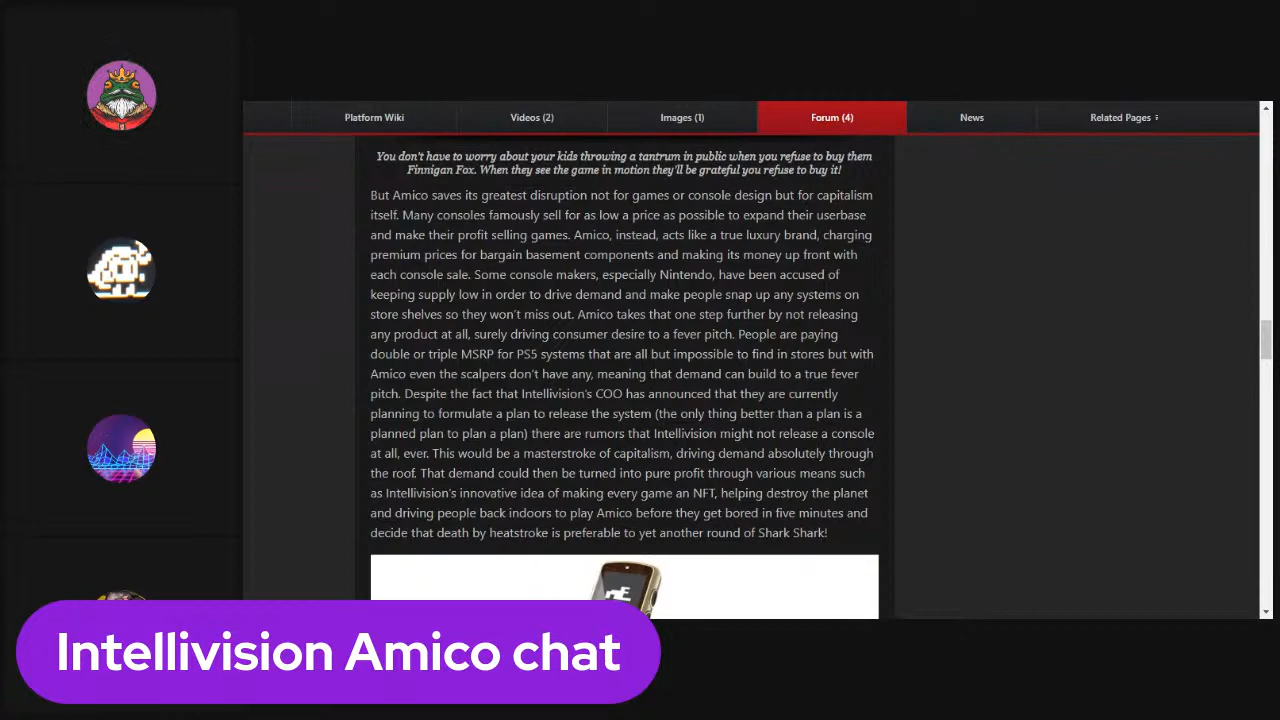 Platform Wiki
Videos (2)
Images (1)
Forum (4)
News
Related Pages
You don't have to worry about your kids throwing a tantrum in public when you refuse to buy them
Finnigan Fox. When they see the game in motion they'll be grateful you refuse to buy it!
But Amico saves its greatest disruption not for games or console design but for capitalism
itself. Many consoles famously sell for as low a price as possible to expand their userbase
and make their profit selling games. Amico, instead, acts like a true luxury brand, charging
premium prices for bargain basement components and making its money up front with
each console sale. Some console makers, especially Nintendo, have been accused of
keeping supply low in order to drive demand and make people snap up any systems on
store shelves so they won't miss out. Amico takes that one step further by not releasing
any product at all, surely driving consumer desire to a fever pitch. People are paying
double or triple MSRP for PS5 systems that are all but impossible to find in stores but with
Amico even the scalpers don't have any, meaning that demand can build to a true fever
pitch. Despite the fact that Intellivision's COO has announced that they are currently
planning to formulate a plan to release the system (the only thing better than a plan is a
planned plan to plan a plan) there are rumors that Intellivision might not release a console
at all, ever. This would be a masterstroke of capitalism, driving demand absolutely through
the roof. That demand could then be turned into pure profit through various means such
as Intellivision's innovative idea of making every game an NFT, helping destroy the planet
and driving people back indoors to play Amico before they get bored in five minutes and
decide that death by heatstroke is preferable to yet another round of Shark Shark!
Intellivision Amico chat